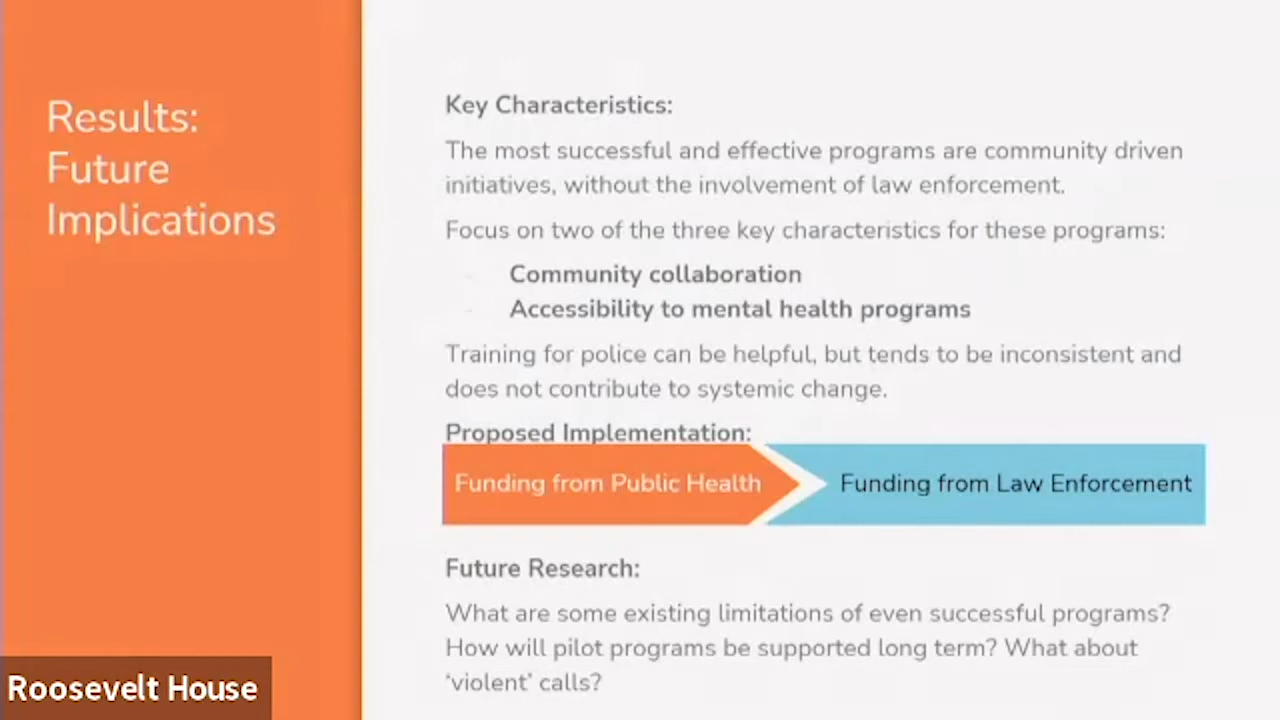 Results:
Future
Implications
Key Characteristics:
The most successful and effective programs are community driven
initiatives, without the involvement of law enforcement.
Focus on two of the three key characteristics for these programs:
- Community collaboration
- Accessibility to mental health programs
Training for police can be helpful, but tends to be inconsistent and
does not contribute to systemic change.
Proposed Implementation:
Funding from Public Health
Funding from Law Enforcement
Future Research:
What are some existing limitations of even successful programs?
How will pilot programs be supported long term? What about
‘violent’ calls?
Roosevelt House